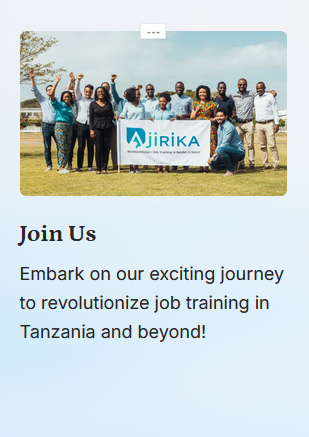 AJIRIKA
Join Us
Embark on our exciting journey
to revolutionize job training in
Tanzania and beyond!